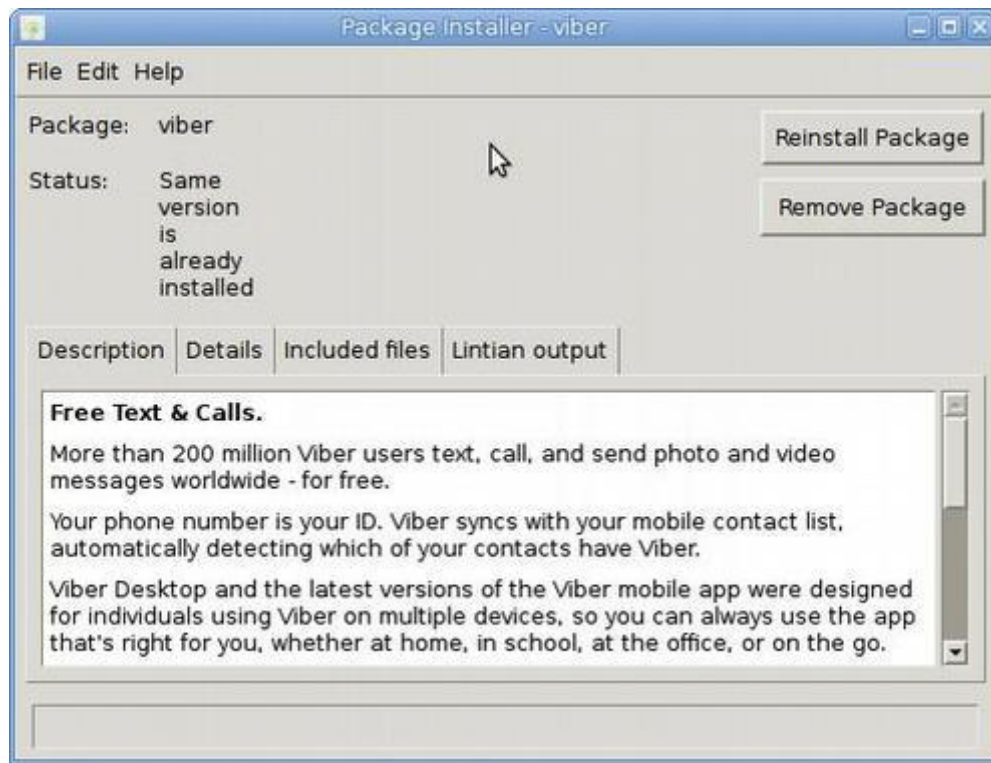 Package Installer - viber
File Edit Help
Package: viber
Reinstall Package
Status: Same
version
is
already
installed
Remove Package
Description Details Included files Lintian output
Free Text & Calls.
More than 200 million Viber users text, call, and send photo and video
messages worldwide - for free.
Your phone number is your ID. Viber syncs with your mobile contact list,
automatically detecting which of your contacts have Viber.
Viber Desktop and the latest versions of the Viber mobile app were designed
for individuals using Viber on multiple devices, so you can always use the app
that's right for you, whether at home, in school, at the office, or on the go.